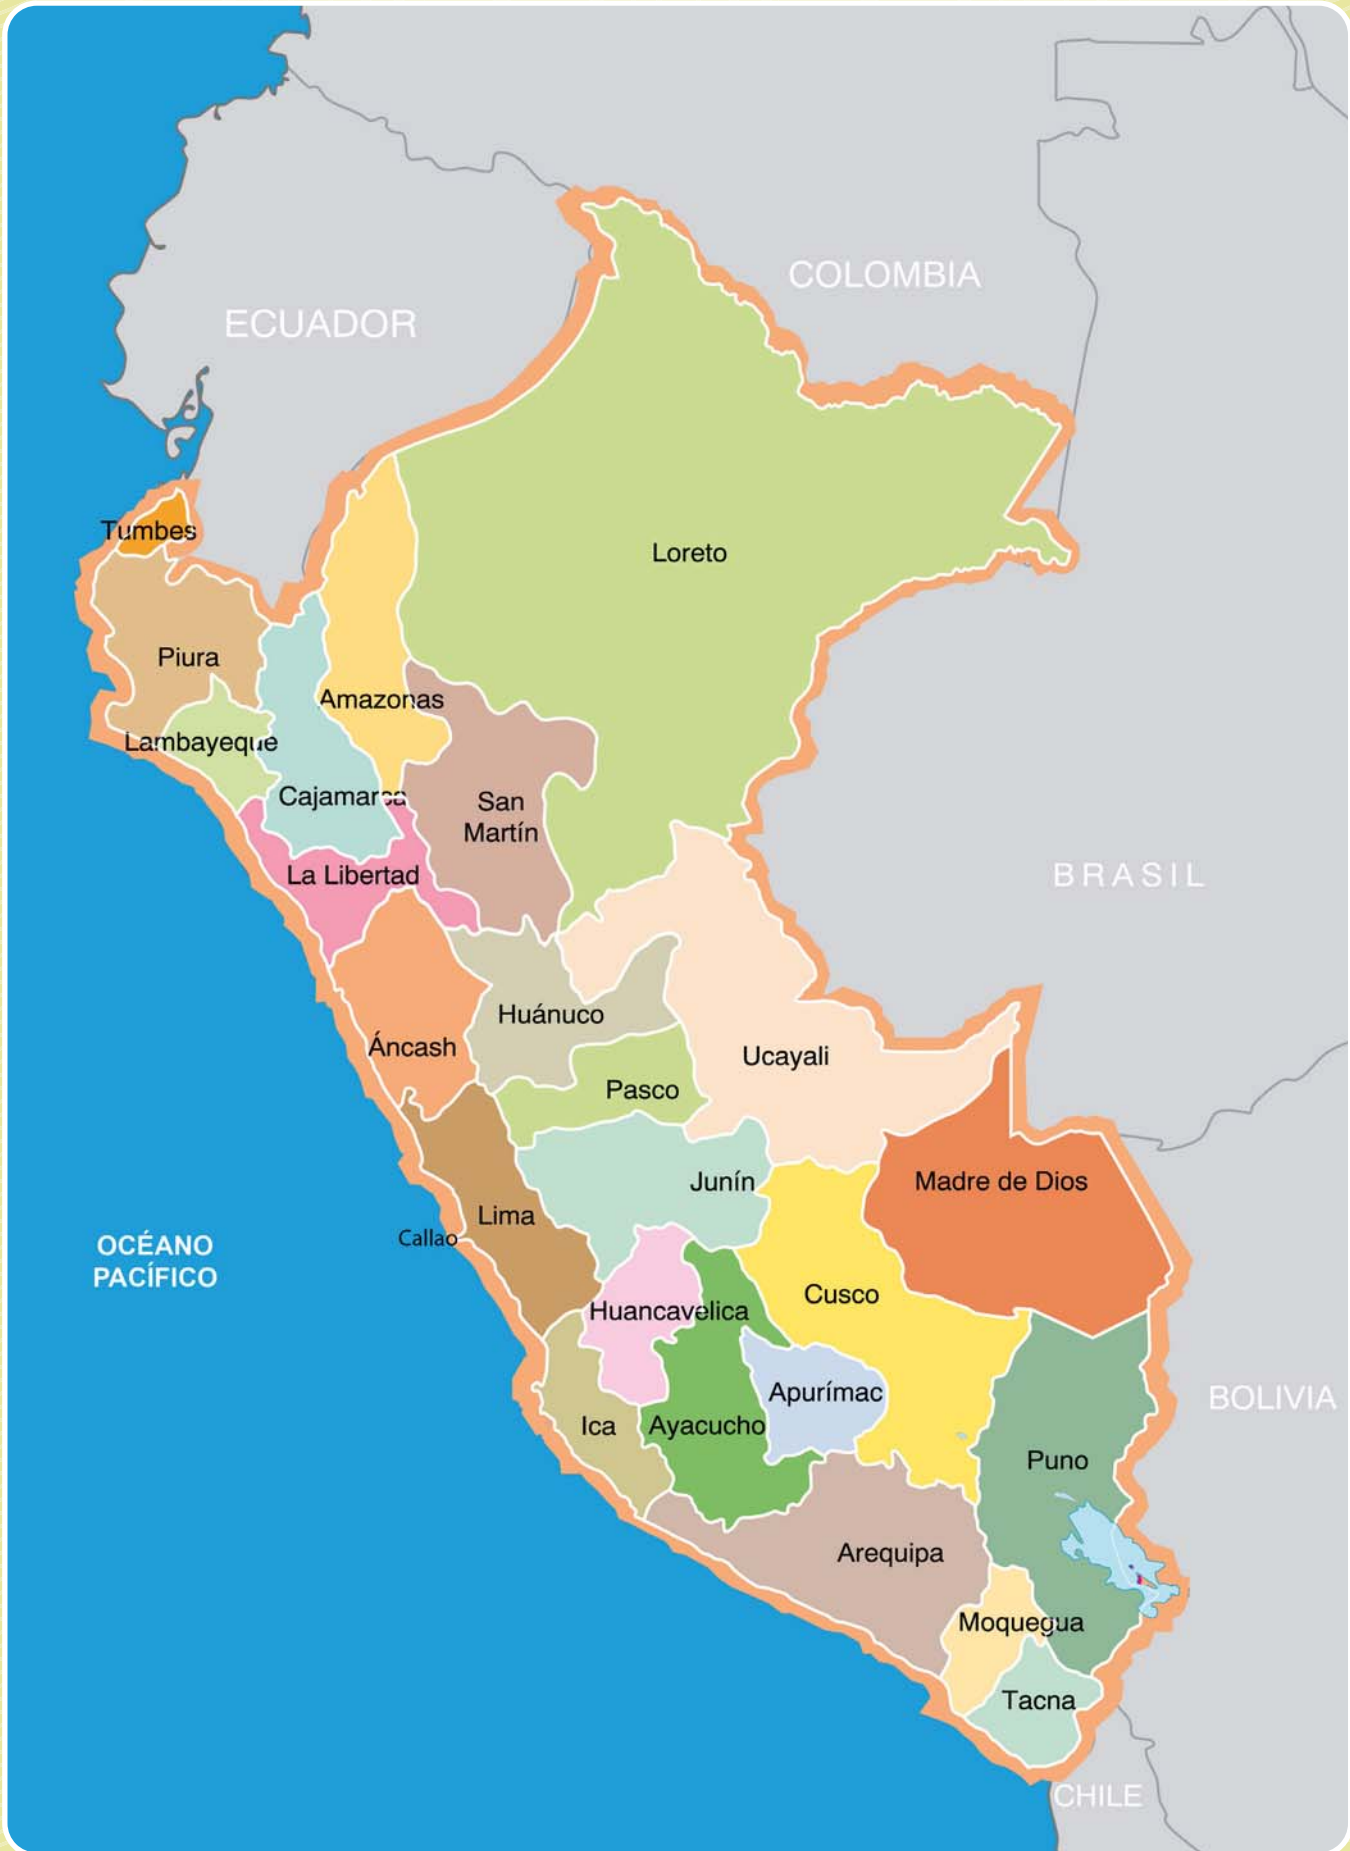 COLOMBIA
ECUADOR
Tumbes
Loreto
Piura
Amazonas
Lambayeque
Cajamarca
San
Martín
La Libertad
BRASIL
Huánuco
Áncash
Ucayali
Pasco
Junín
Madre de Dios
Lima
Callao
OCÉANO
PACÍFICO
Cusco
Huancavelica
Apurímac
BOLIVIA
Ica
Ayacucho
Puno
Arequipa
Moquegua
Tacna
CHILE